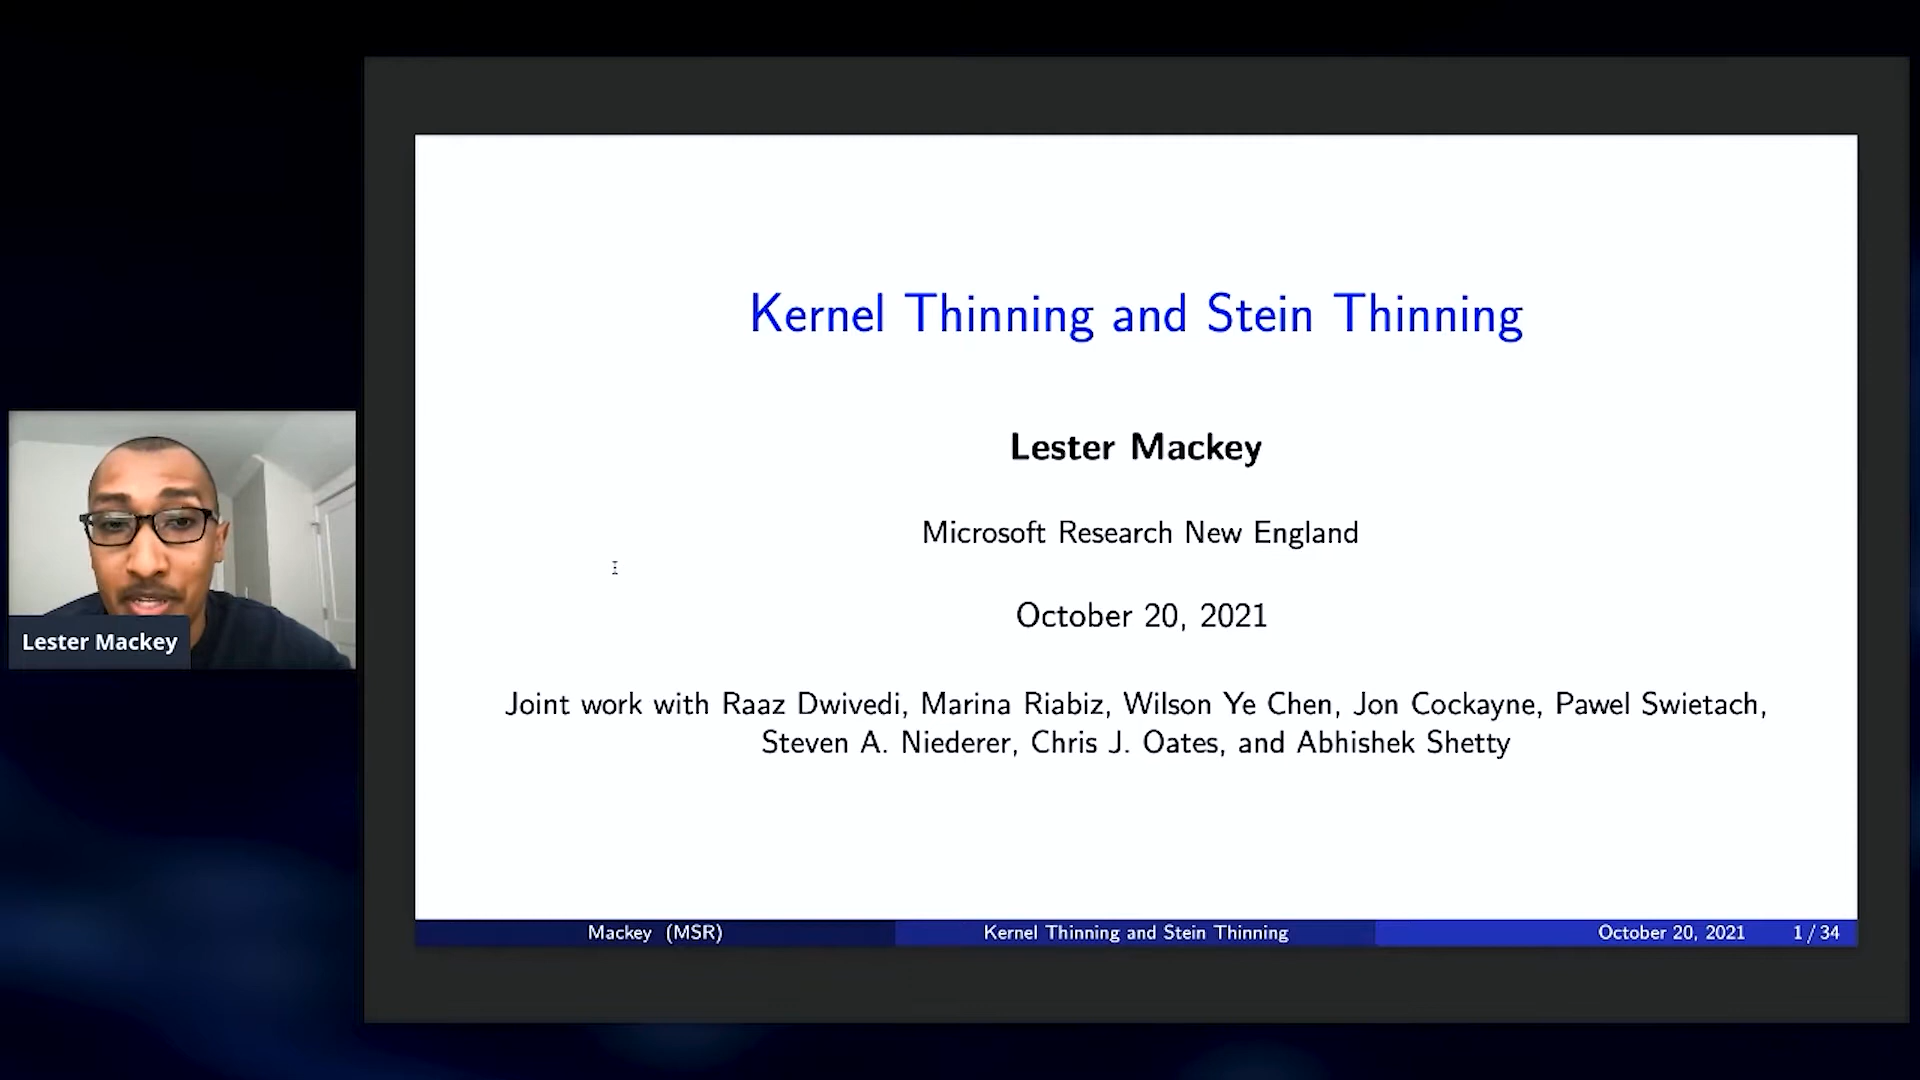 Kernel Thinning and Stein Thinning
Lester Mackey
Microsoft Research New England
October 20, 2021
Joint work with Raaz Dwivedi, Marina Riabiz, Wilson Ye Chen, Jon Cockayne, Pawel Swietach,
Steven A. Niederer, Chris J. Oates, and Abhishek Shetty
Lester Mackey
Mackey (MSR) Kernel Thinning and Stein Thinning October 20, 2021 1 / 34